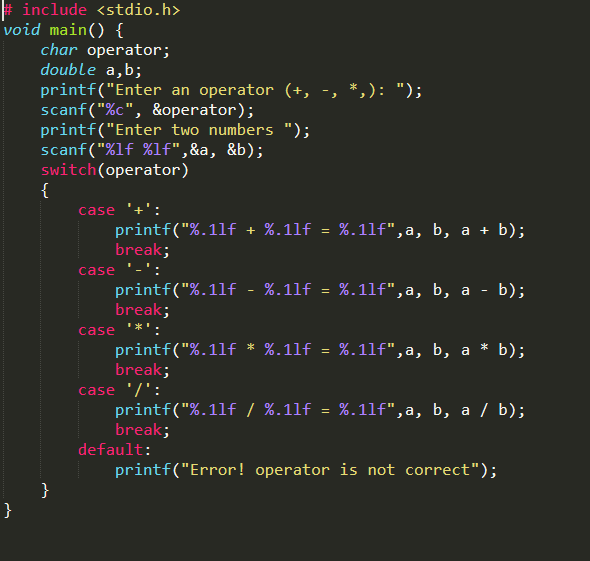 # include <stdio.h>
void main() {
    char operator;
    double a,b;
    printf("Enter an operator (+, -, *,): ");
    scanf("%c", &operator);
    printf("Enter two numbers ");
    scanf("%lf %lf",&a, &b);
    switch(operator)
    {
        case '+':
            printf("%.1lf + %.1lf = %.1lf",a, b, a + b);
            break;
        case '-':
            printf("%.1lf - %.1lf = %.1lf",a, b, a - b);
            break;
        case '*':
            printf("%.1lf * %.1lf = %.1lf",a, b, a * b);
            break;
        case '/':
            printf("%.1lf / %.1lf = %.1lf",a, b, a / b);
            break;
        default:
            printf("Error! operator is not correct");
    }
}